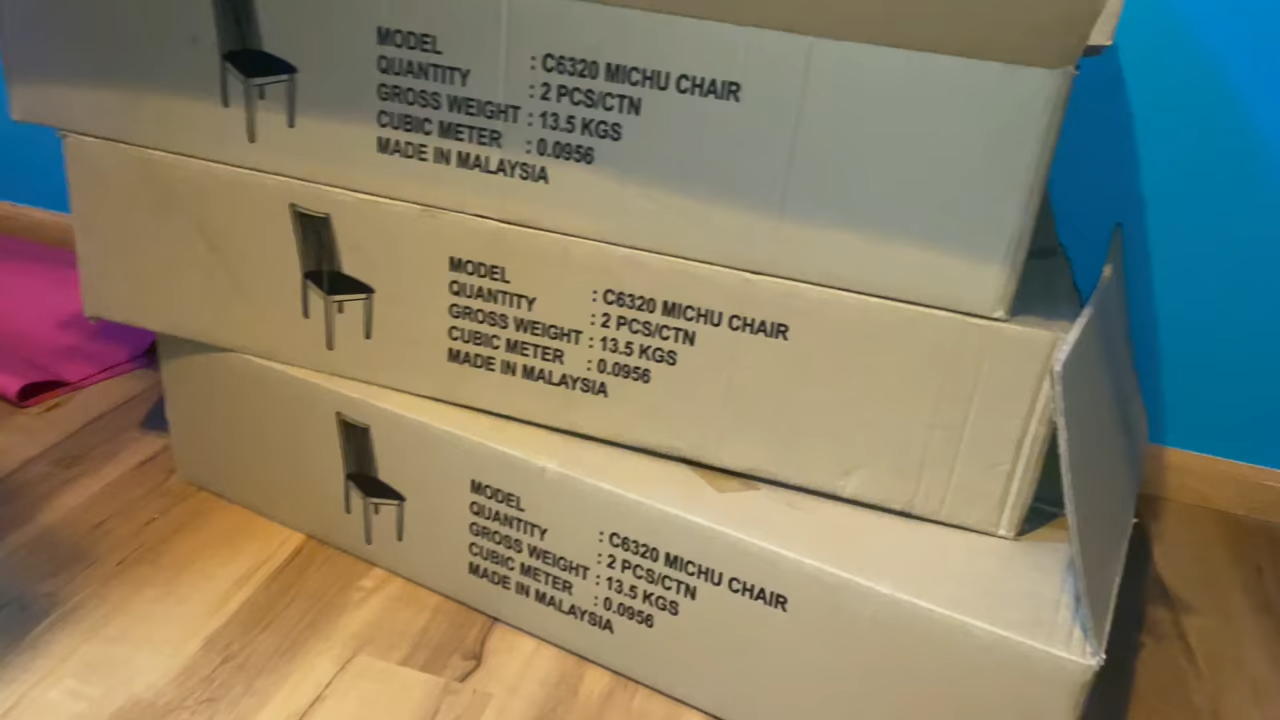 MODEL : C6320 MICHU CHAIR
QUANTITY : 2 PCS/CTN
GROSS WEIGHT : 13.5 KGS
CUBIC METER : 0.0956
MADE IN MALAYSIA
MODEL : C6320 MICHU CHAIR
QUANTITY : 2 PCS/CTN
GROSS WEIGHT : 13.5 KGS
CUBIC METER : 0.0956
MADE IN MALAYSIA
MODEL : C6320 MICHU CHAIR
QUANTITY : 2 PCS/CTN
GROSS WEIGHT : 13.5 KGS
CUBIC METER : 0.0956
MADE IN MALAYSIA